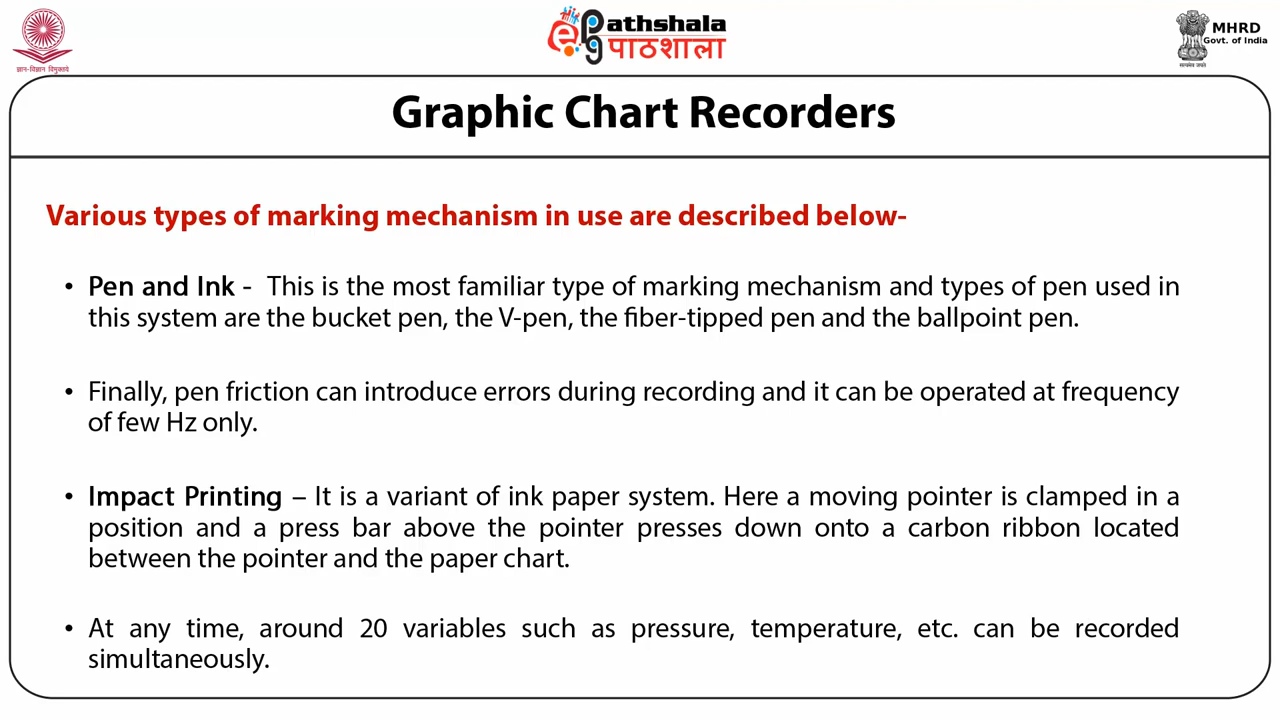 ज्ञान-विज्ञान विमुक्तये
ePathshala
पाठशाला
MHRD
Govt. of India
सत्यमेव जयते
Graphic Chart Recorders
Various types of marking mechanism in use are described below-
• Pen and Ink - This is the most familiar type of marking mechanism and types of pen used in
this system are the bucket pen, the V-pen, the fiber-tipped pen and the ballpoint pen.
• Finally, pen friction can introduce errors during recording and it can be operated at frequency
of few Hz only.
• Impact Printing – It is a variant of ink paper system. Here a moving pointer is clamped in a
position and a press bar above the pointer presses down onto a carbon ribbon located
between the pointer and the paper chart.
• At any time, around 20 variables such as pressure, temperature, etc. can be recorded
simultaneously.